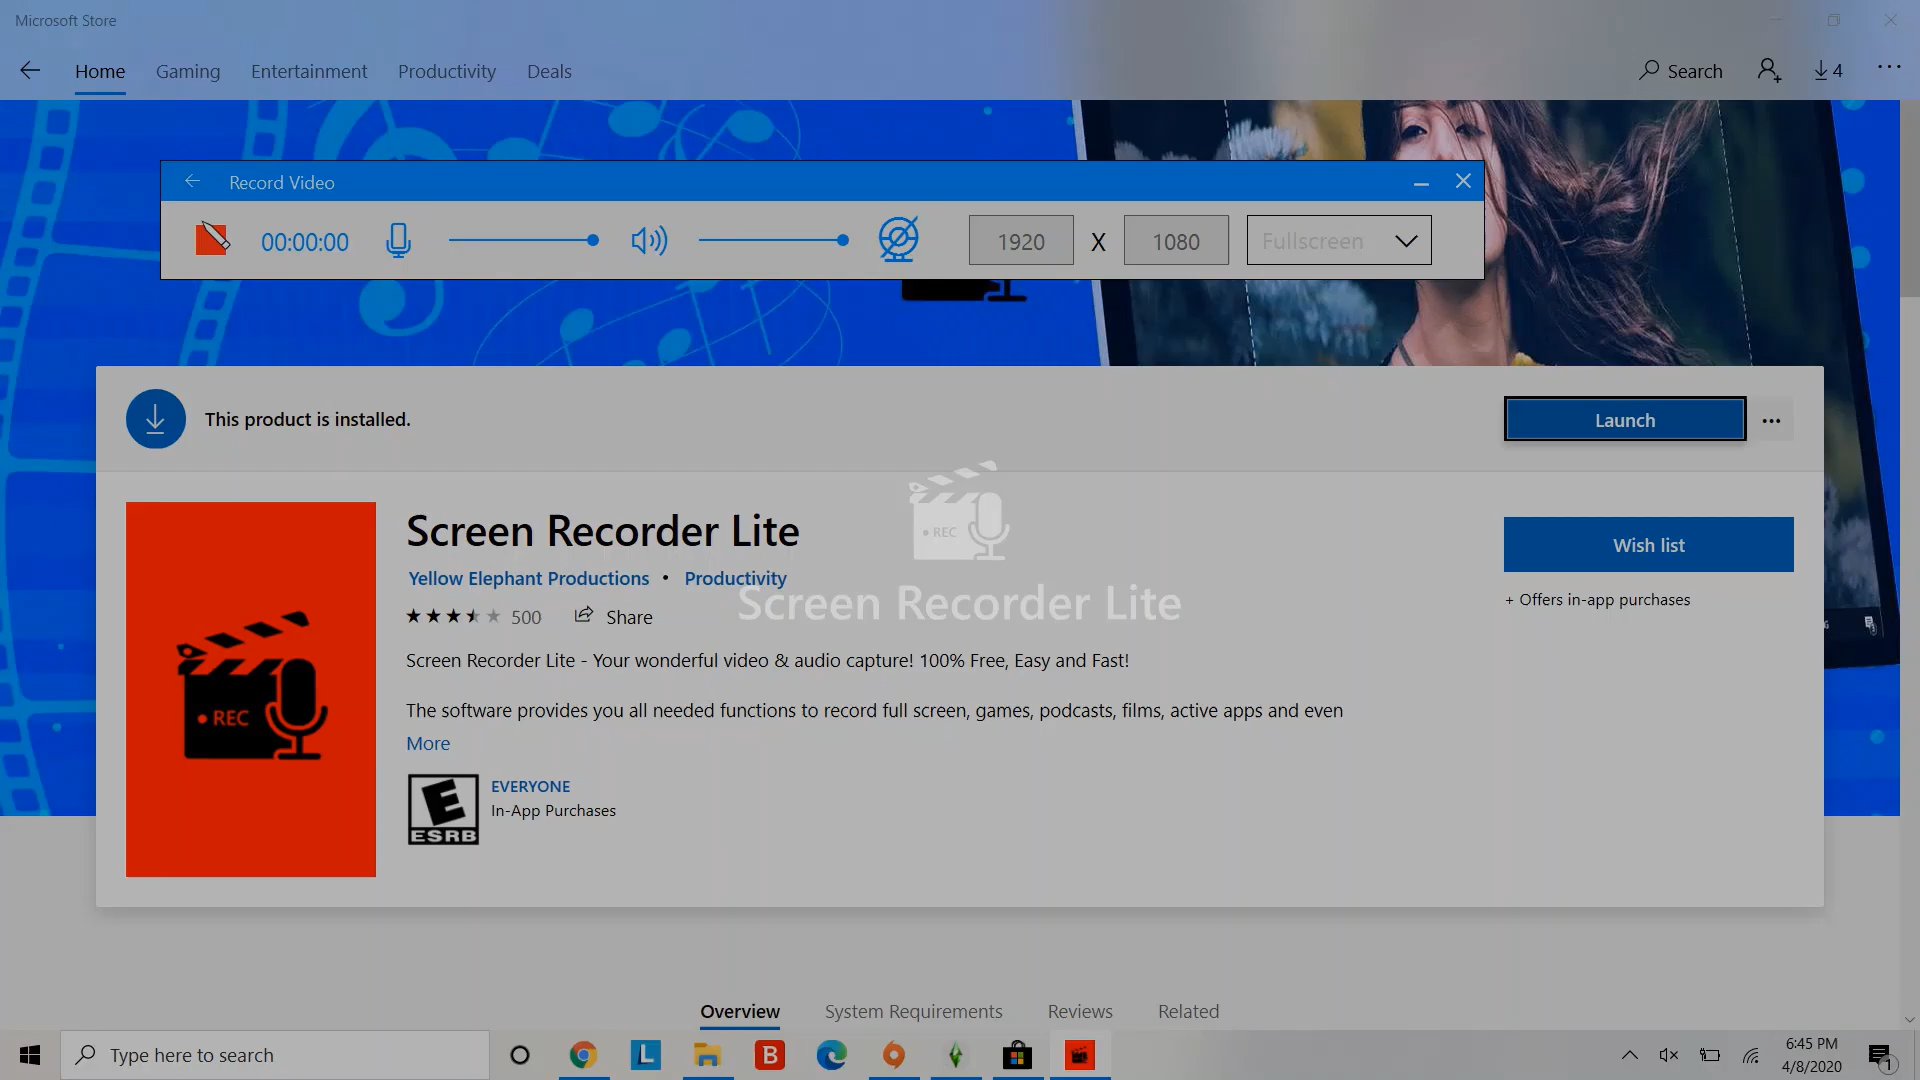 Microsoft Store
Home Gaming Entertainment Productivity Deals Search 4
Record Video
00:00:00 1920 X 1080 Fullscreen
This product is installed. Launch
REC
Screen Recorder Lite
Screen Recorder Lite
Wish list
Yellow Elephant Productions • Productivity
+ Offers in-app purchases
500 Share
Screen Recorder Lite - Your wonderful video & audio capture! 100% Free, Easy and Fast!
REC
The software provides you all needed functions to record full screen, games, podcasts, films, active apps and even
More
E
ESRB
EVERYONE
In-App Purchases
Overview System Requirements Reviews Related
Type here to search
L
B
6:45 PM
4/8/2020
1